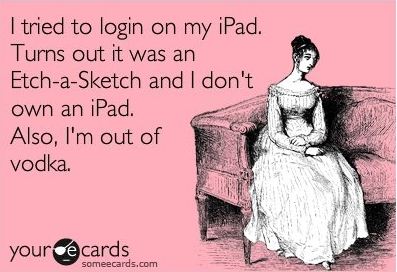 I tried to login on my iPad.
Turns out it was an
Etch-a-Sketch and I don't
own an iPad.
Also, I'm out of
vodka.
your e cards
someecards.com